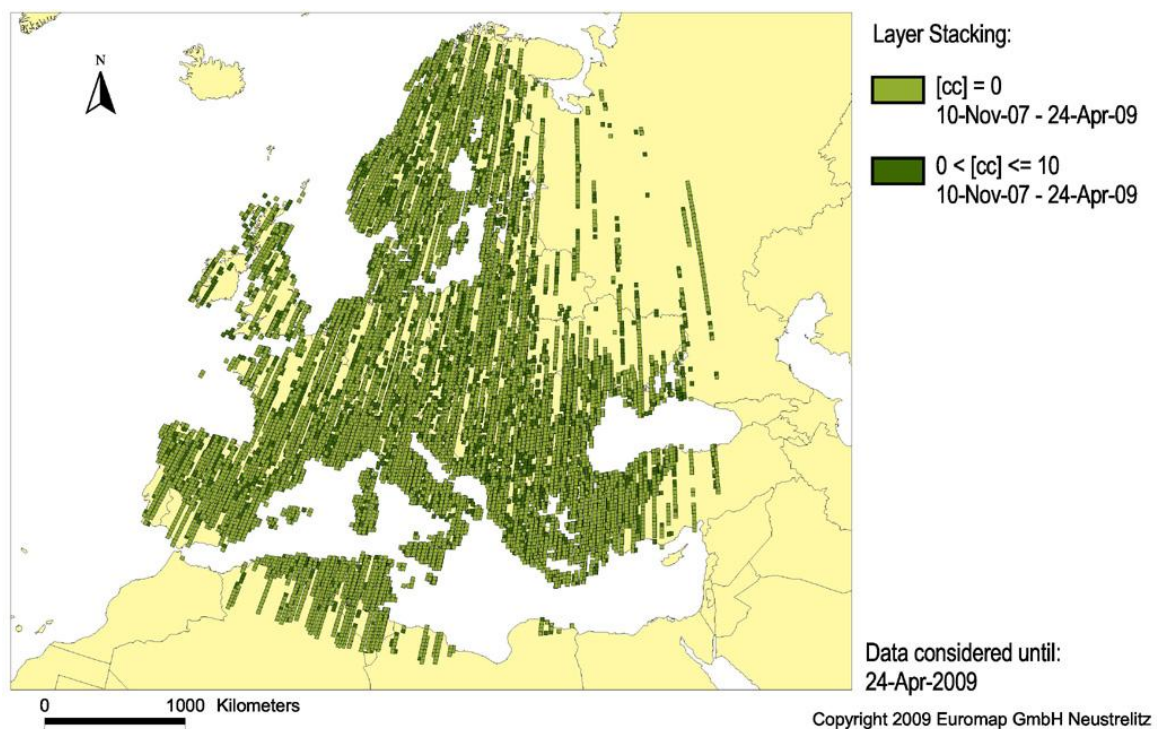 N
Layer Stacking:
[cc] = 0
10-Nov-07 - 24-Apr-09
0 < [cc] <= 10
10-Nov-07 - 24-Apr-09
Data considered until:
24-Apr-2009
0 1000 Kilometers
Copyright 2009 Euromap GmbH Neustrelitz